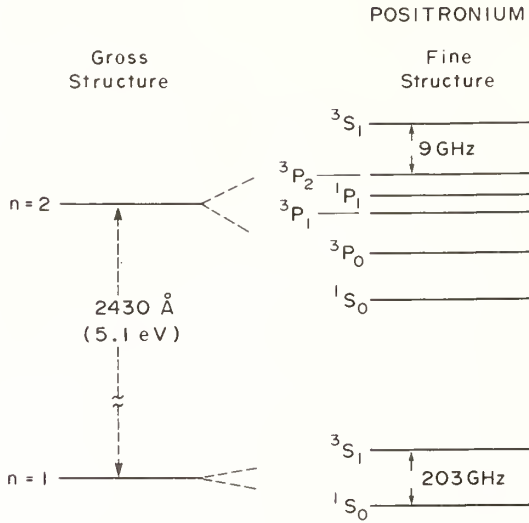 POSITRONIUM
Gross
Structure
Fine
Structure
³S₁
9 GHz
³P₂
¹P₁
n = 2
³P₁
³P₀
2430 Å
(5.1 eV)
¹S₀
³S₁
203 GHz
n = 1
¹S₀